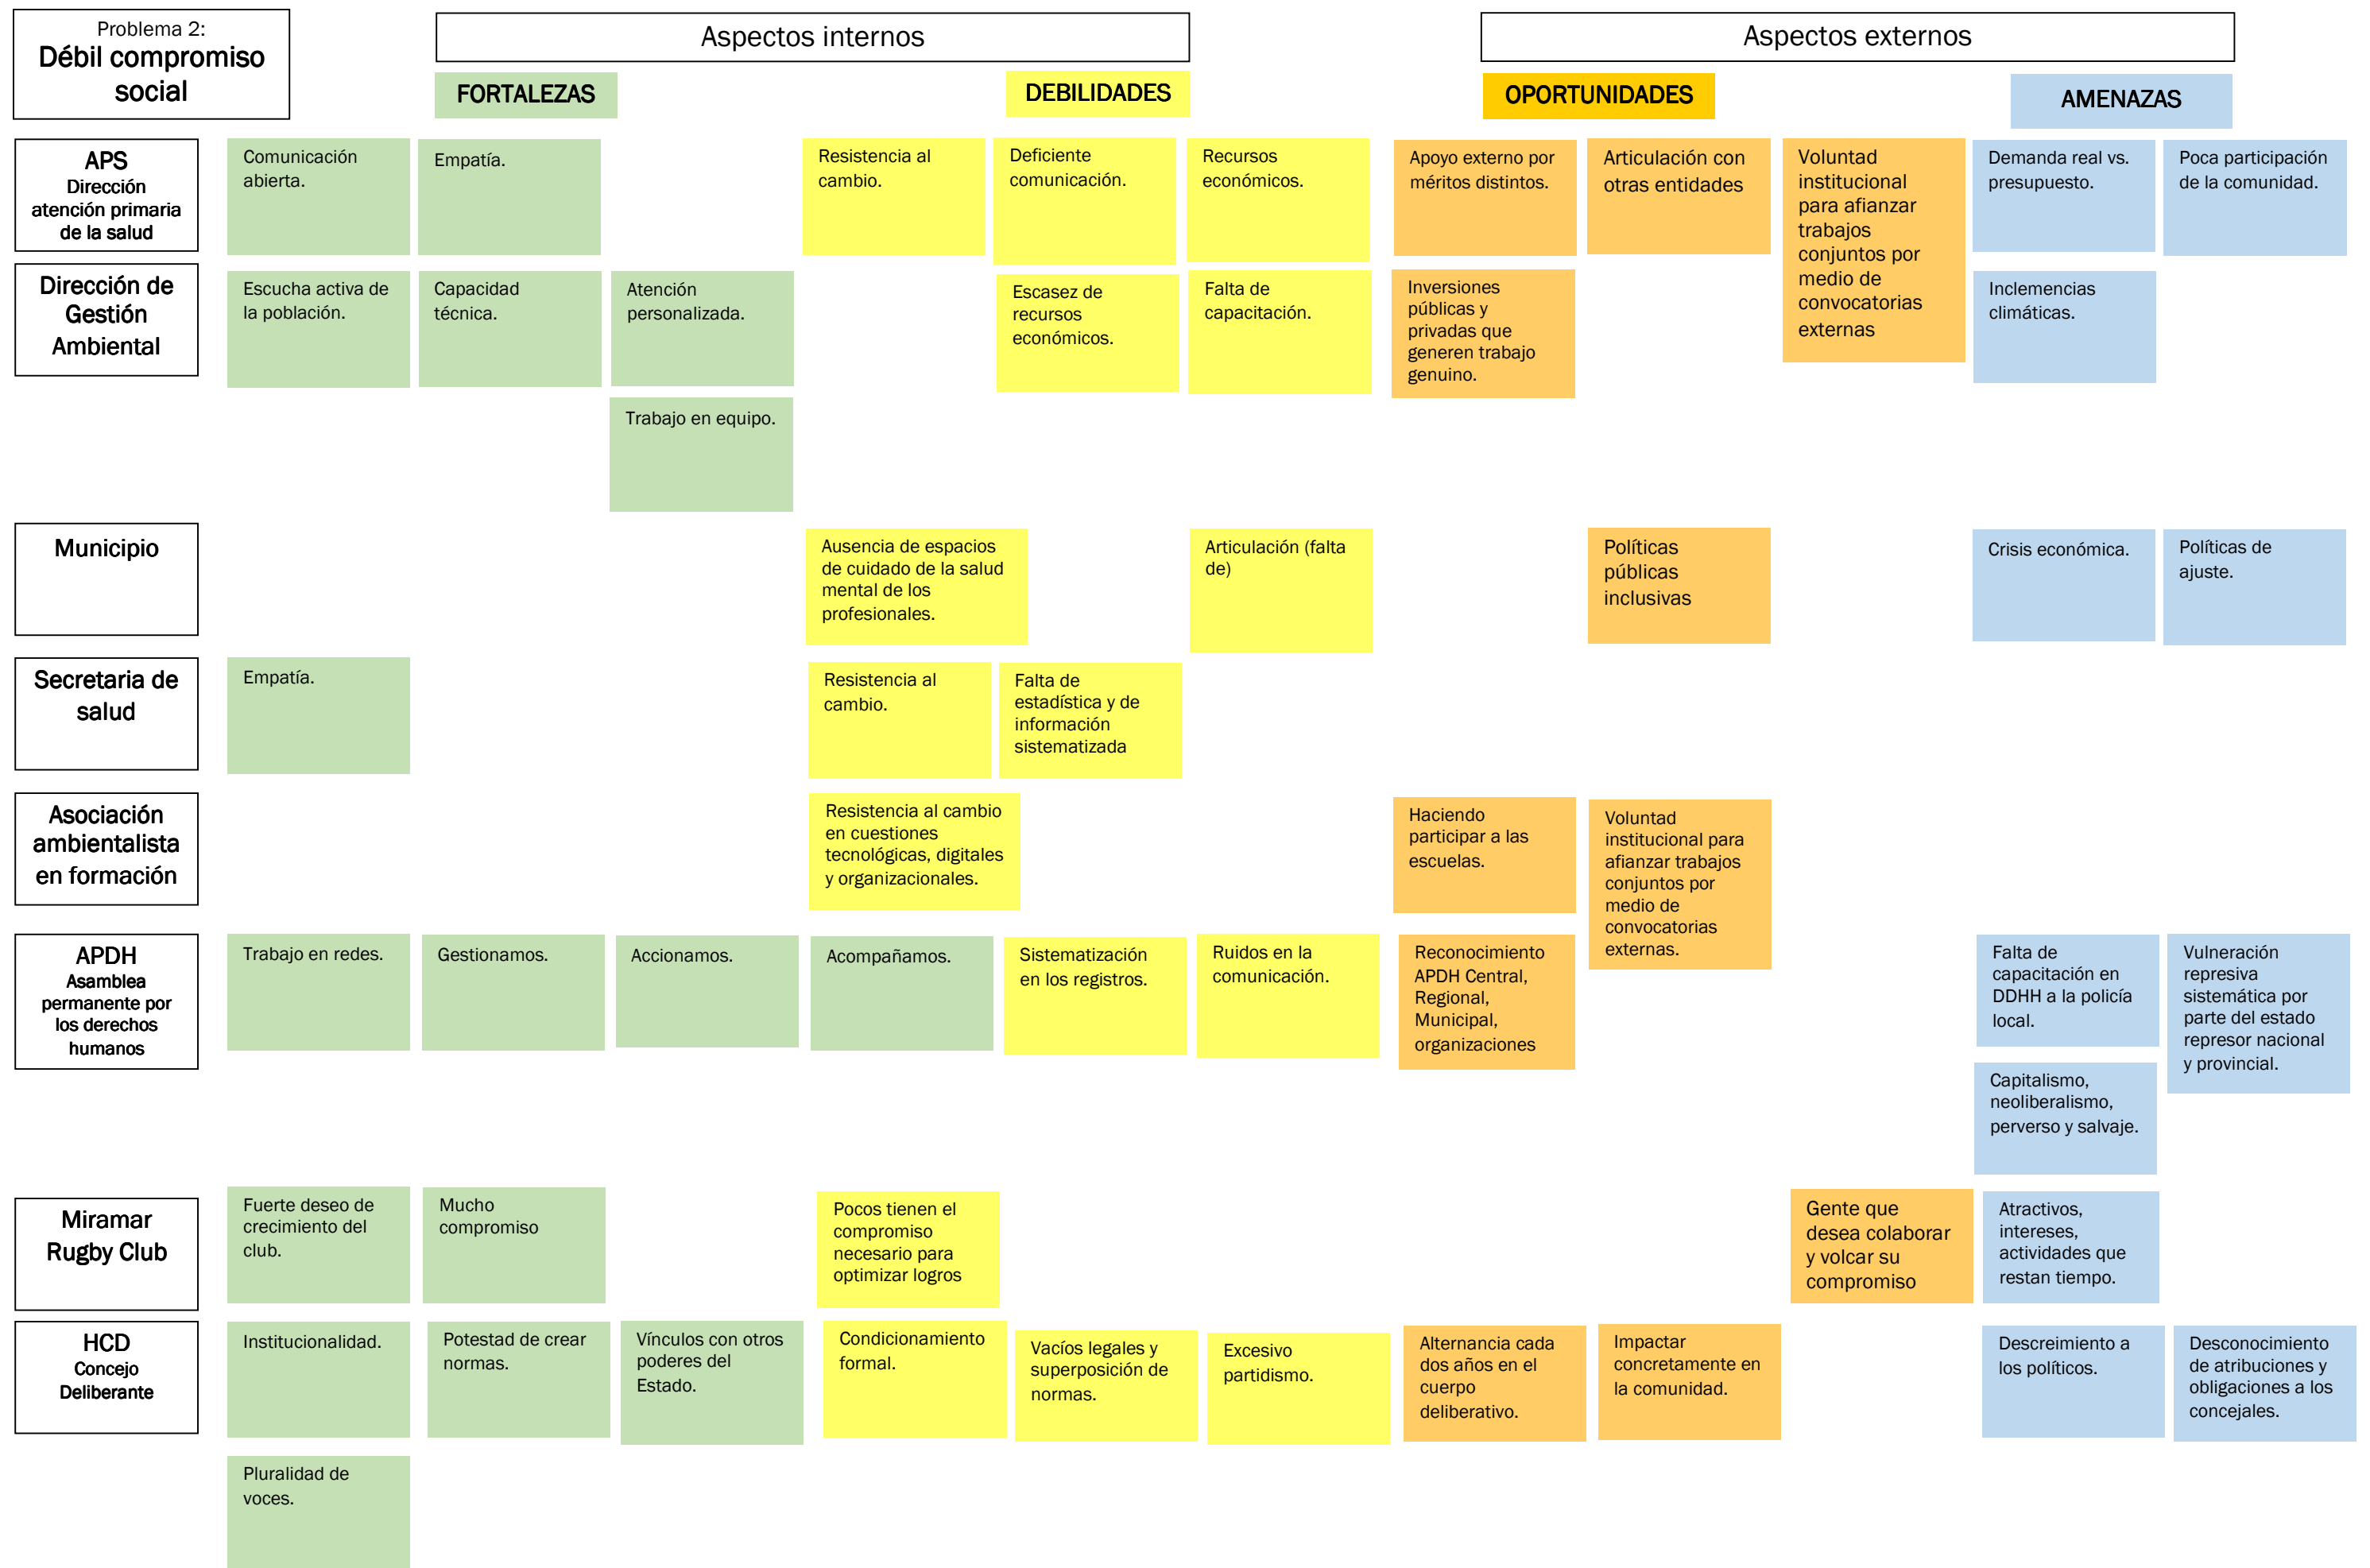 Problema 2:
Débil compromiso
social
Aspectos internos
Aspectos externos
FORTALEZAS
DEBILIDADES
OPORTUNIDADES
AMENAZAS
APS
Dirección
atención primaria
de la salud
Comunicación
abierta.
Empatía.
Resistencia al
cambio.
Deficiente
comunicación.
Recursos
económicos.
Apoyo externo por
méritos distintos.
Articulación con
otras entidades
Voluntad
institucional
para afianzar
trabajos
conjuntos por
medio de
convocatorias
externas
Demanda real vs.
presupuesto.
Poca participación
de la comunidad.
Dirección de
Gestión
Ambiental
Escucha activa de
la población.
Capacidad
técnica.
Atención
personalizada.
Trabajo en equipo.
Escasez de
recursos
económicos.
Falta de
capacitación.
Inversiones
públicas y
privadas que
generen trabajo
genuino.
Inclemencias
climáticas.
Municipio
Ausencia de espacios
de cuidado de la salud
mental de los
profesionales.
Articulación (falta
de)
Políticas
públicas
inclusivas
Crisis económica.
Políticas de
ajuste.
Secretaria de
salud
Empatía.
Resistencia al
cambio.
Falta de
estadística y de
información
sistematizada
Asociación
ambientalista
en formación
Resistencia al cambio
en cuestiones
tecnológicas, digitales
y organizacionales.
Haciendo
participar a las
escuelas.
Voluntad
institucional para
afianzar trabajos
conjuntos por
medio de
convocatorias
externas.
APDH
Asamblea
permanente por
los derechos
humanos
Trabajo en redes.
Gestionamos.
Accionamos.
Acompañamos.
Sistematización
en los registros.
Ruidos en la
comunicación.
Reconocimiento
APDH Central,
Regional,
Municipal,
organizaciones
Falta de
capacitación en
DDHH a la policía
local.
Vulneración
represiva
sistemática por
parte del estado
represor nacional
y provincial.
Capitalismo,
neoliberalismo,
perverso y salvaje.
Miramar
Rugby Club
Fuerte deseo de
crecimiento del
club.
Mucho
compromiso
Pocos tienen el
compromiso
necesario para
optimizar logros
Gente que
desea colaborar
y volcar su
compromiso
Atractivos,
intereses,
actividades que
restan tiempo.
HCD
Concejo
Deliberante
Institucionalidad.
Potestad de crear
normas.
Vínculos con otros
poderes del
Estado.
Condicionamiento
formal.
Vacíos legales y
superposición de
normas.
Excesivo
partidismo.
Alternancia cada
dos años en el
cuerpo
deliberativo.
Impactar
concretamente en
la comunidad.
Descreimiento a
los políticos.
Desconocimiento
de atribuciones y
obligaciones a los
concejales.
Pluralidad de
voces.